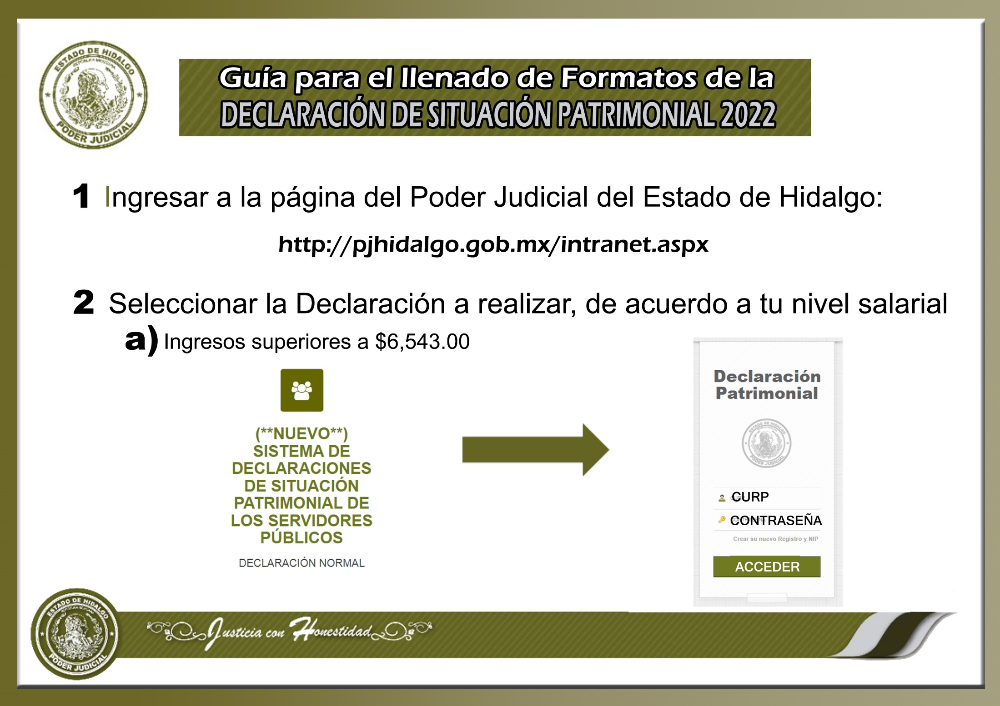 ESTADO DE HIDALGO
PODER JUDICIAL
Guía para el llenado de Formatos de la
DECLARACIÓN DE SITUACIÓN PATRIMONIAL 2022
1 Ingresar a la página del Poder Judicial del Estado de Hidalgo:
http://pjhidalgo.gob.mx/intranet.aspx
2 Seleccionar la Declaración a realizar, de acuerdo a tu nivel salarial
a) Ingresos superiores a $6,543.00
(**NUEVO**)
SISTEMA DE
DECLARACIONES
DE SITUACIÓN
PATRIMONIAL DE
LOS SERVIDORES
PÚBLICOS
DECLARACIÓN NORMAL
Declaración
Patrimonial
ESTADO DE HIDALGO
PODER JUDICIAL
CURP
CONTRASEÑA
Crear su nuevo Registro y NIP
ACCEDER
ESTADO DE HIDALGO
PODER JUDICIAL
Justicia con Honestidad